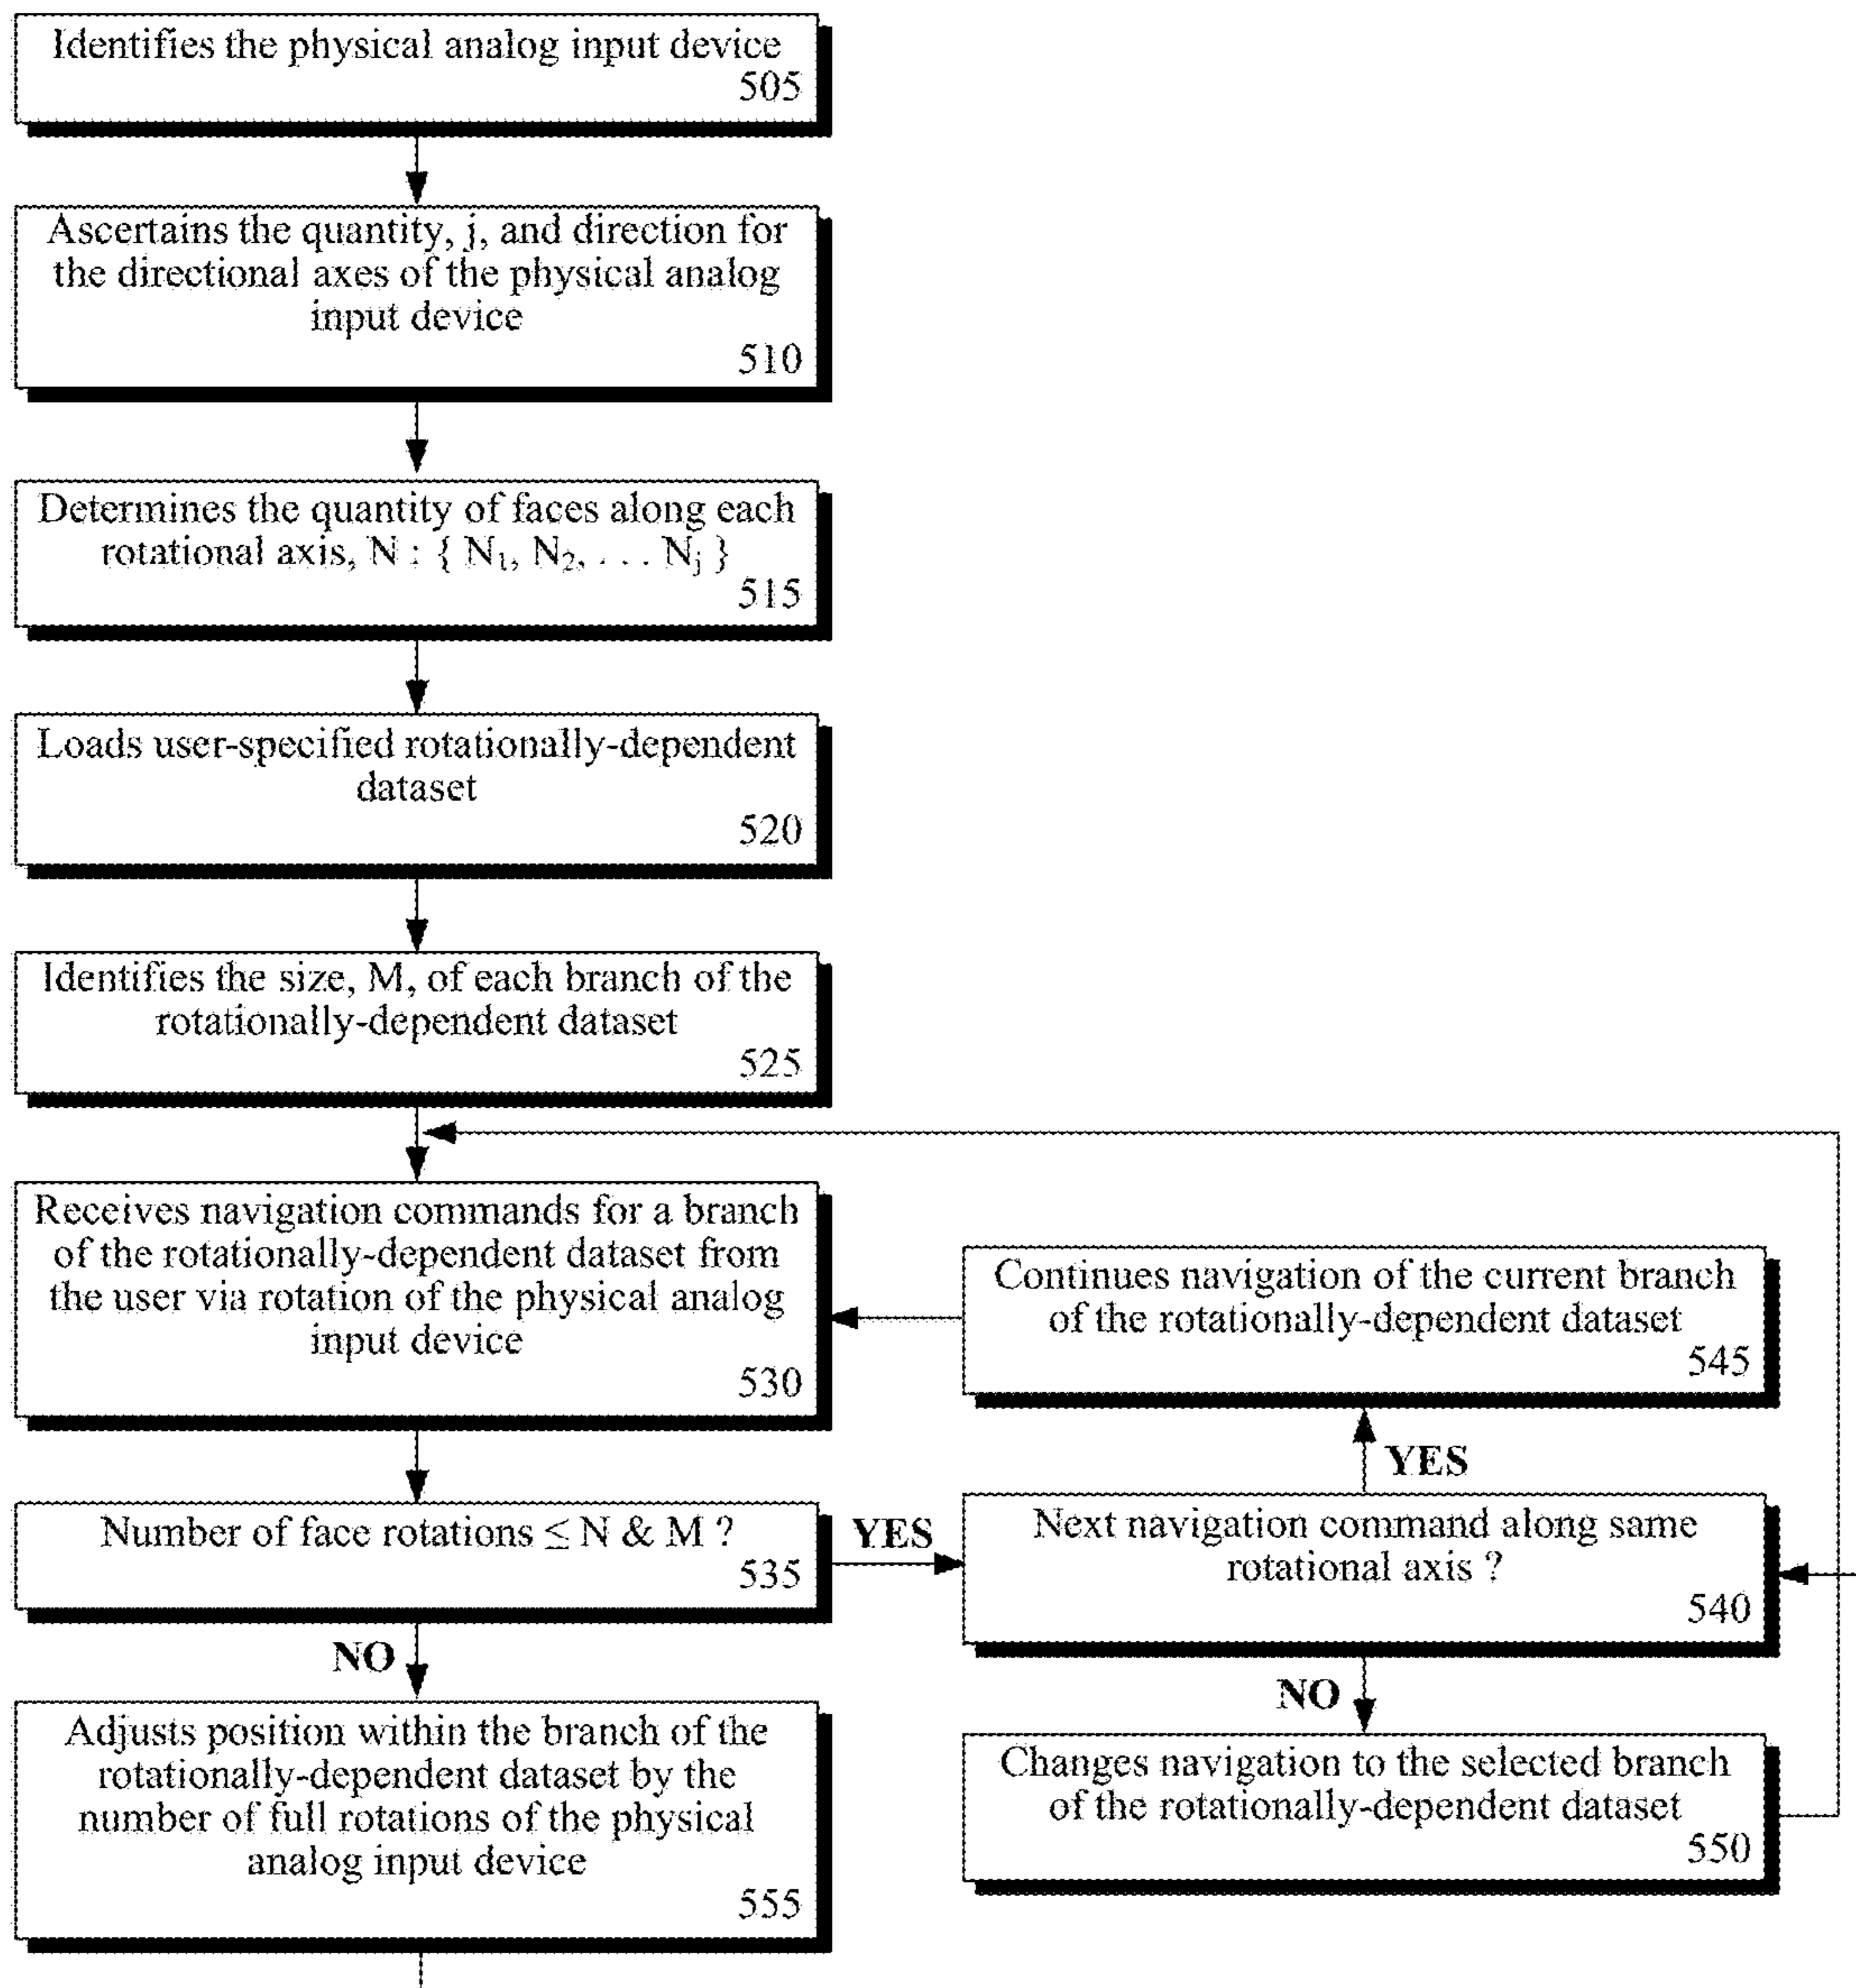 Identifies the physical analog input device
505
Ascertains the quantity, j, and direction for
the directional axes of the physical analog
input device
510
Determines the quantity of faces along each
rotational axis, N : { N₁, N₂, . . . Nⱼ }
515
Loads user-specified rotationally-dependent
dataset
520
Identifies the size, M, of each branch of the
rotationally-dependent dataset
525
Receives navigation commands for a branch
of the rotationally-dependent dataset from
the user via rotation of the physical analog
input device
530
Continues navigation of the current branch
of the rotationally-dependent dataset
545
YES
Number of face rotations ≤ N & M ?
535
YES
Next navigation command along same
rotational axis ?
540
NO
NO
Adjusts position within the branch of the
rotationally-dependent dataset by the
number of full rotations of the physical
analog input device
555
Changes navigation to the selected branch
of the rotationally-dependent dataset
550